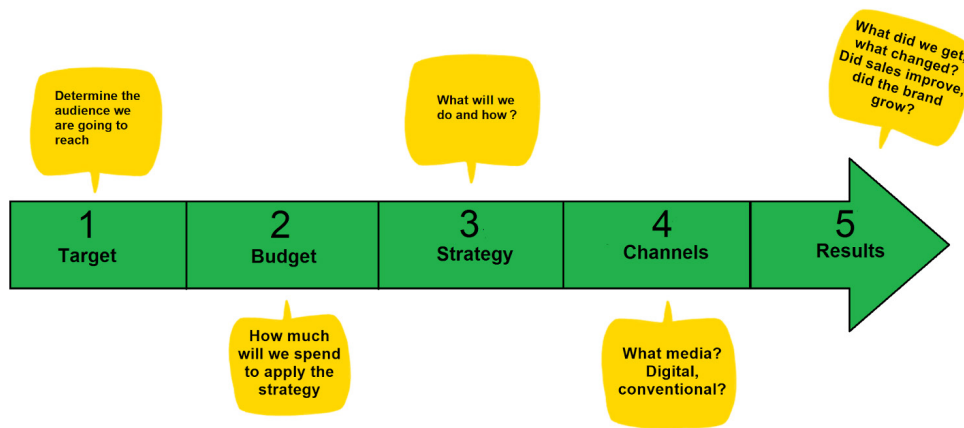 Determine the
audience we
are going to
reach
What will we
do and how ?
What did we get,
what changed?
Did sales improve,
did the brand
grow?
1
Target
2
Budget
3
Strategy
4
Channels
5
Results
How much
will we spend
to apply the
strategy
What media?
Digital,
conventional?